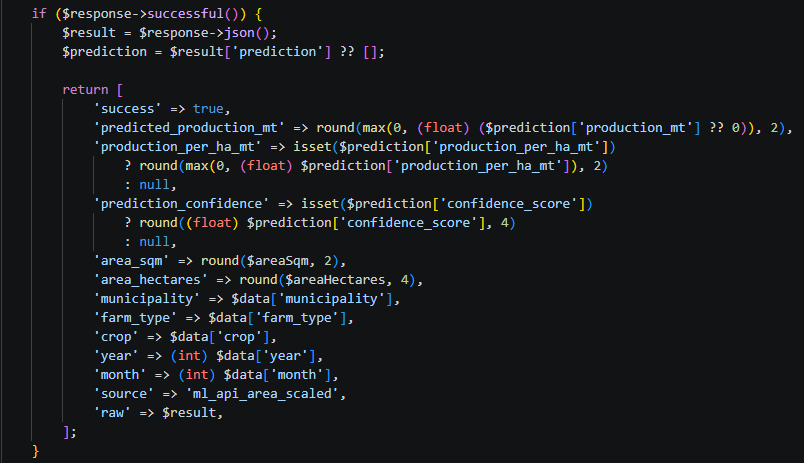 if ($response->successful()) {
    $result = $response->json();
    $prediction = $result['prediction'] ?? [];

    return [
        'success' => true,
        'predicted_production_mt' => round(max(0, (float) ($prediction['production_mt'] ?? 0)), 2),
        'production_per_ha_mt' => isset($prediction['production_per_ha_mt'])
            ? round(max(0, (float) $prediction['production_per_ha_mt']), 2)
            : null,
        'prediction_confidence' => isset($prediction['confidence_score'])
            ? round((float) $prediction['confidence_score'], 4)
            : null,
        'area_sqm' => round($areaSqm, 2),
        'area_hectares' => round($areaHectares, 4),
        'municipality' => $data['municipality'],
        'farm_type' => $data['farm_type'],
        'crop' => $data['crop'],
        'year' => (int) $data['year'],
        'month' => (int) $data['month'],
        'source' => 'ml_api_area_scaled',
        'raw' => $result,
    ];
}